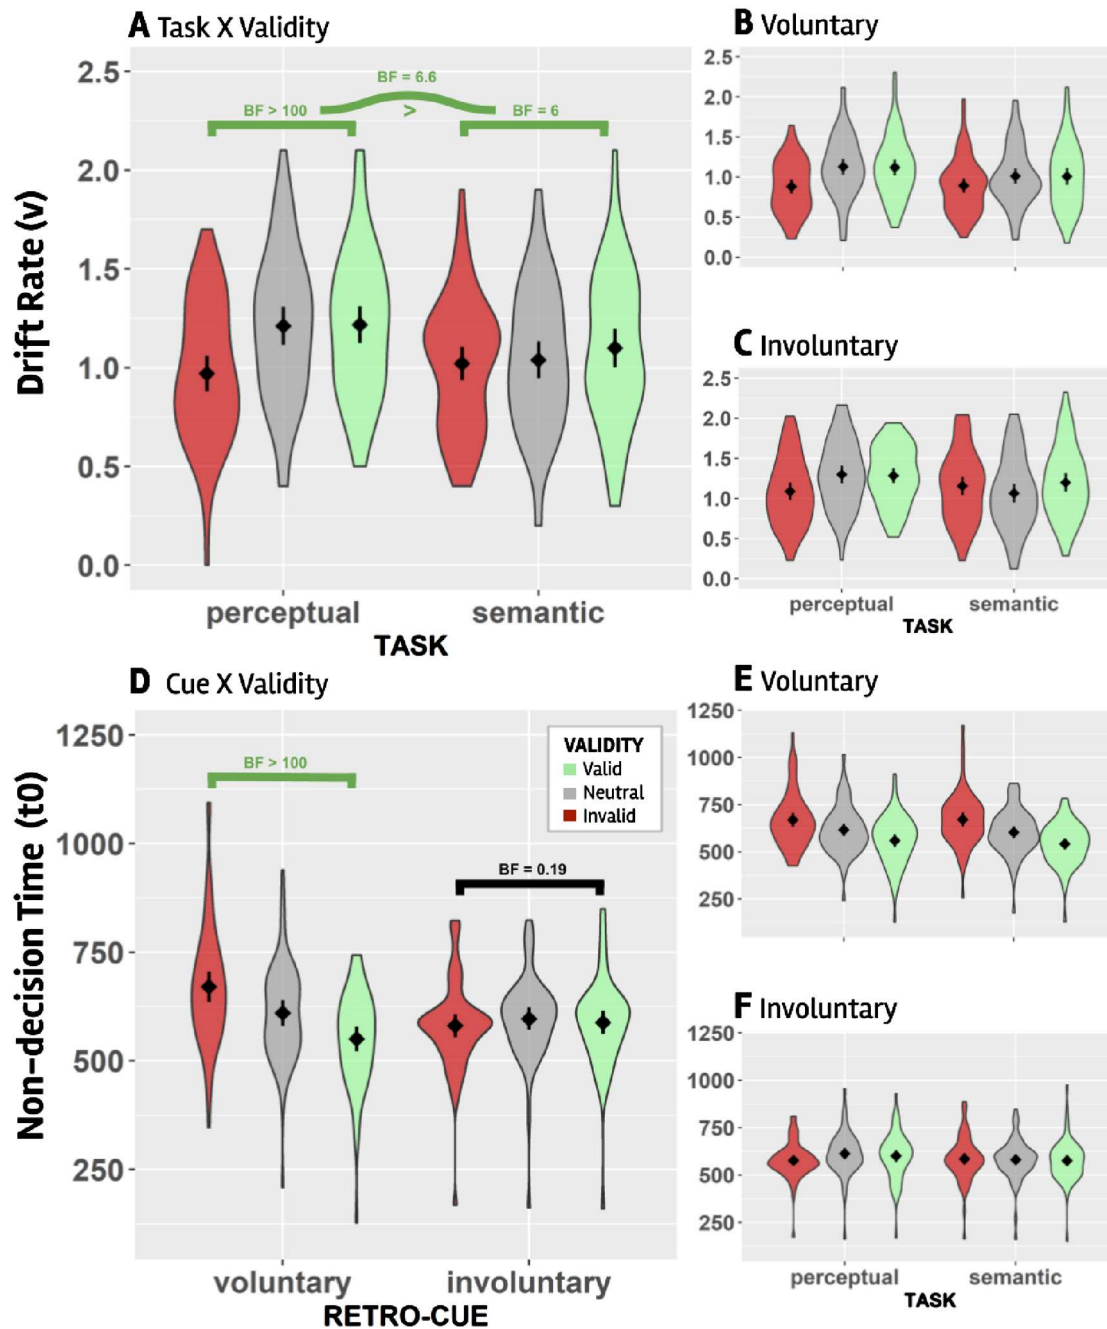 A Task X Validity
Drift Rate (v)
2.5
2.0
1.5
1.0
0.5
0.0
BF = 6.6
BF > 100
>
BF = 6
perceptual
semantic
TASK
B Voluntary
2.5
2.0
1.5
1.0
0.5
0.0
C Involuntary
2.5
2.0
1.5
1.0
0.5
0.0
perceptual
semantic
TASK
D Cue X Validity
Non-decision Time (t0)
1250
1000
750
500
250
BF > 100
VALIDITY
Valid
Neutral
Invalid
BF = 0.19
voluntary
involuntary
RETRO-CUE
E Voluntary
1250
1000
750
500
250
F Involuntary
1250
1000
750
500
250
perceptual
semantic
TASK